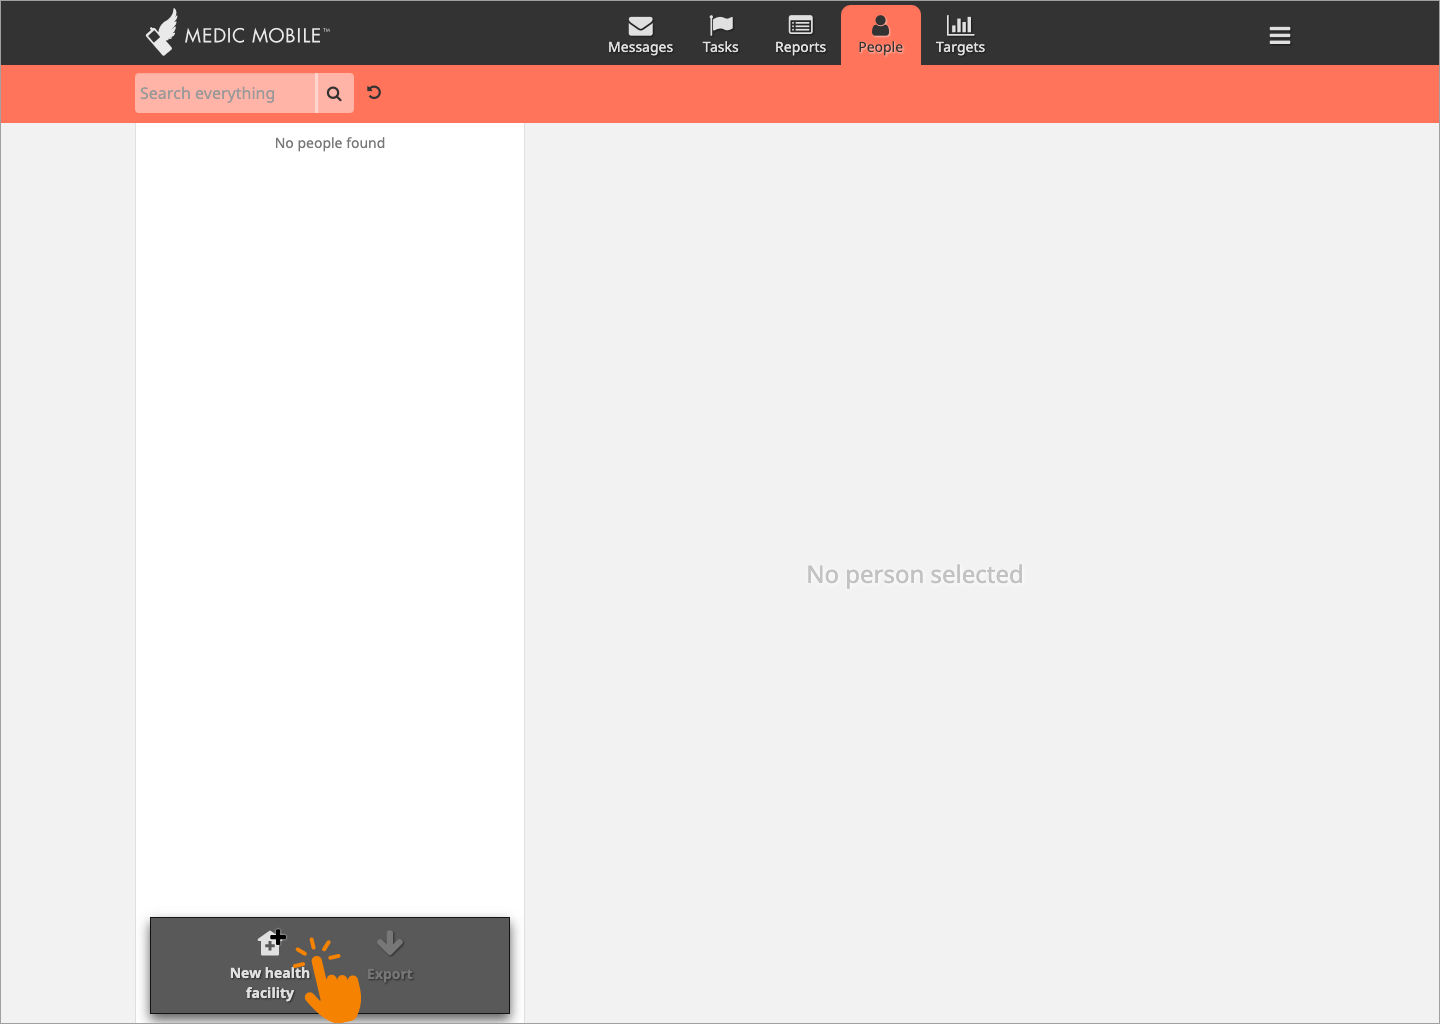 MEDIC MOBILE™
Messages
Tasks
Reports
People
Targets
Search everything
No people found
No person selected
New health
facility
Export